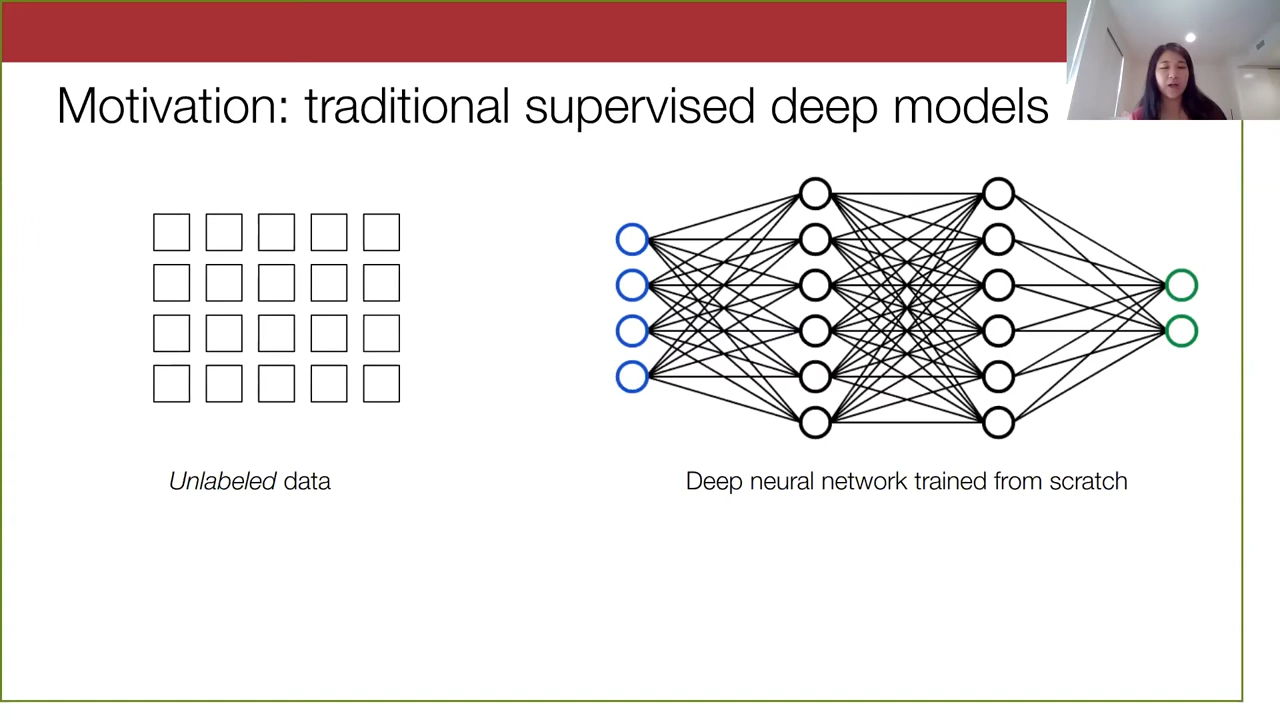 Motivation: traditional supervised deep models
Unlabeled data
Deep neural network trained from scratch